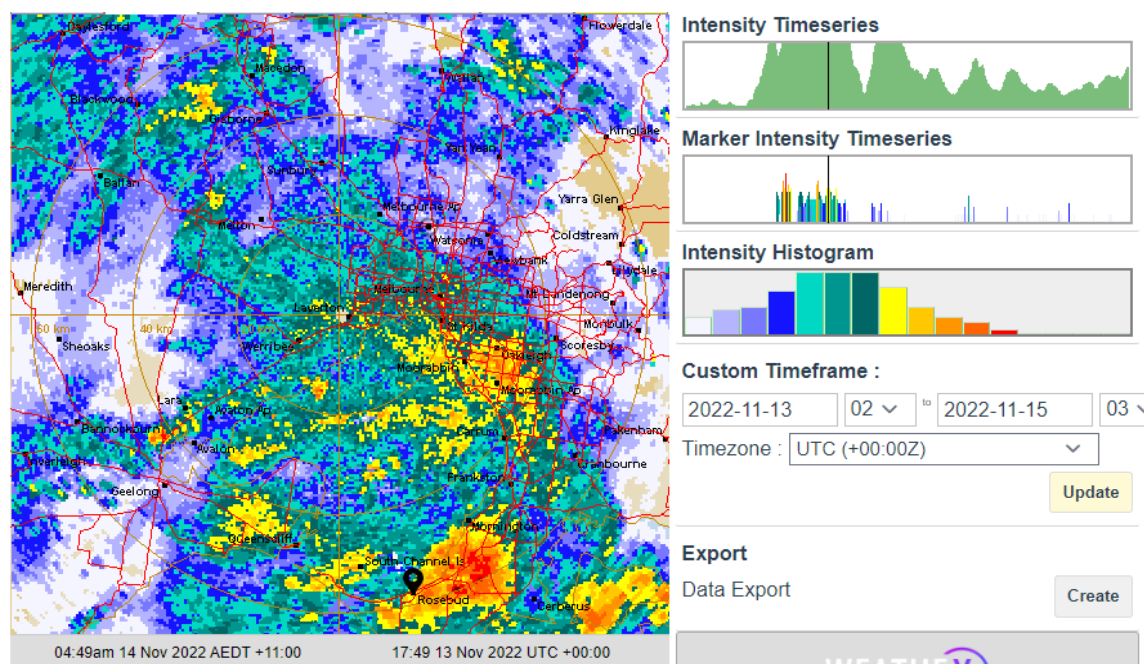 Daylesford
Flowerdale
Macedon
Wallan
Blackwood
Gisborne
Kinglake
Yan Yean
Sunbury
Ballan
Yarra Glen
Melbourne Ap
Melton
Watsonia
Coldstream
Viewbank
Lilydale
Meredith
Melbourne
Mt Dandenong
Laverton
60 km
40 km
St Kilda
Monbulk
Sheoaks
Werribee
Scoresby
Oakleigh
Moorabbin
Moorabbin Ap
Lara
Avalon Ap
Bannockburn
Carrum
Pakenham
Avalon
Inverleigh
Cranbourne
Frankston
Geelong
Mornington
Queenscliff
South Channel Is
Rosebud
Cerberus
04:49am 14 Nov 2022 AEDT +11:00 17:49 13 Nov 2022 UTC +00:00
Intensity Timeseries
Marker Intensity Timeseries
Intensity Histogram
Custom Timeframe :
2022-11-13 02 to 2022-11-15 03
Timezone : UTC (+00:00Z)
Update
Export
Data Export Create